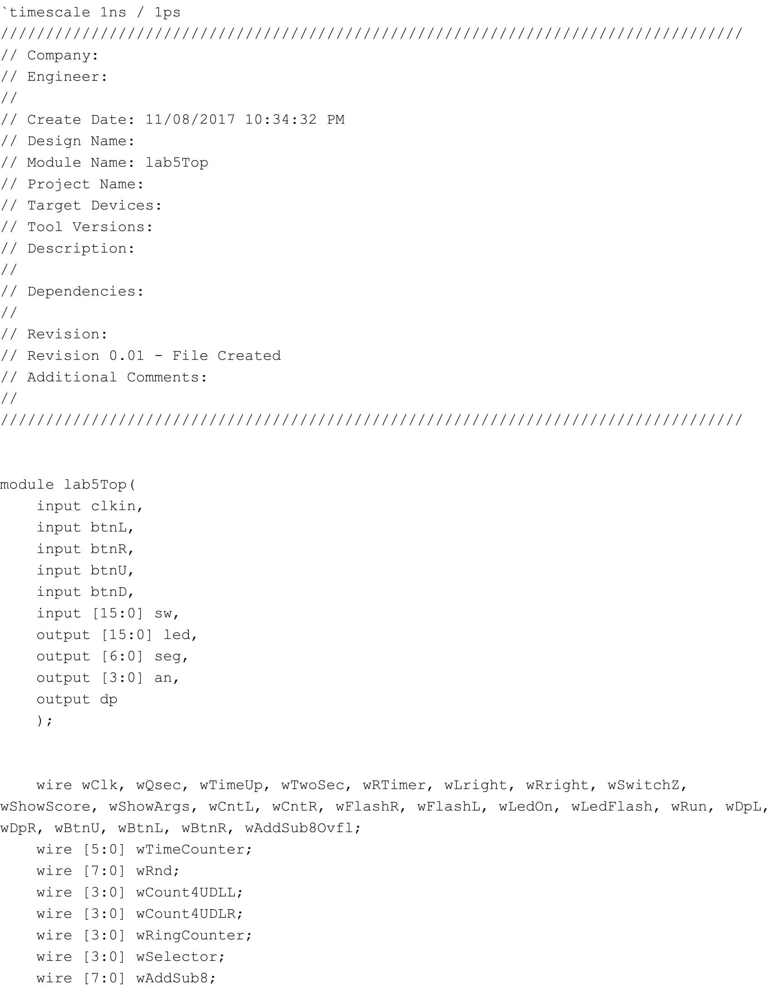 `timescale 1ns / 1ps
//////////////////////////////////////////////////////////////////////////////////
// Company:
// Engineer:
//
// Create Date: 11/08/2017 10:34:32 PM
// Design Name:
// Module Name: lab5Top
// Project Name:
// Target Devices:
// Tool Versions:
// Description:
//
// Dependencies:
//
// Revision:
// Revision 0.01 - File Created
// Additional Comments:
//
//////////////////////////////////////////////////////////////////////////////////
module lab5Top(
    input clkin,
    input btnL,
    input btnR,
    input btnU,
    input btnD,
    input [15:0] sw,
    output [15:0] led,
    output [6:0] seg,
    output [3:0] an,
    output dp
    );
    wire wClk, wQsec, wTimeUp, wTwoSec, wRTimer, wLright, wRright, wSwitchZ,
wShowScore, wShowArgs, wCntL, wCntR, wFlashR, wFlashL, wLedOn, wLedFlash, wRun, wDpL,
wDpR, wBtnU, wBtnL, wBtnR, wAddSub8Ovfl;
    wire [5:0] wTimeCounter;
    wire [7:0] wRnd;
    wire [3:0] wCount4UDLL;
    wire [3:0] wCount4UDLR;
    wire [3:0] wRingCounter;
    wire [3:0] wSelector;
    wire [7:0] wAddSub8;